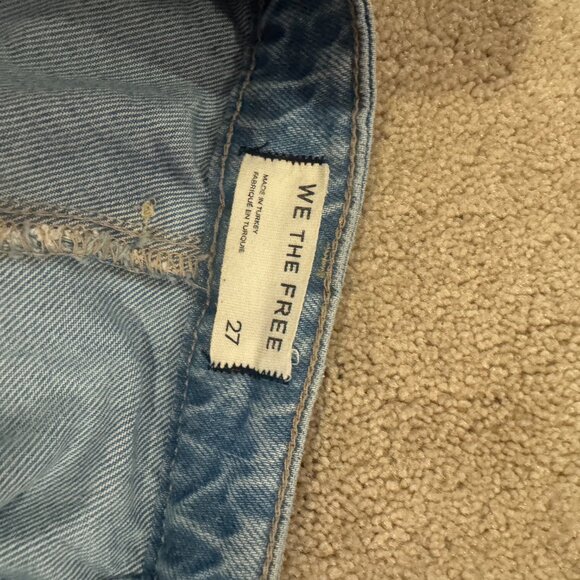 WE THE FREE
MADE IN TURKEY
FABRIQUÉ EN TURQUIE
27